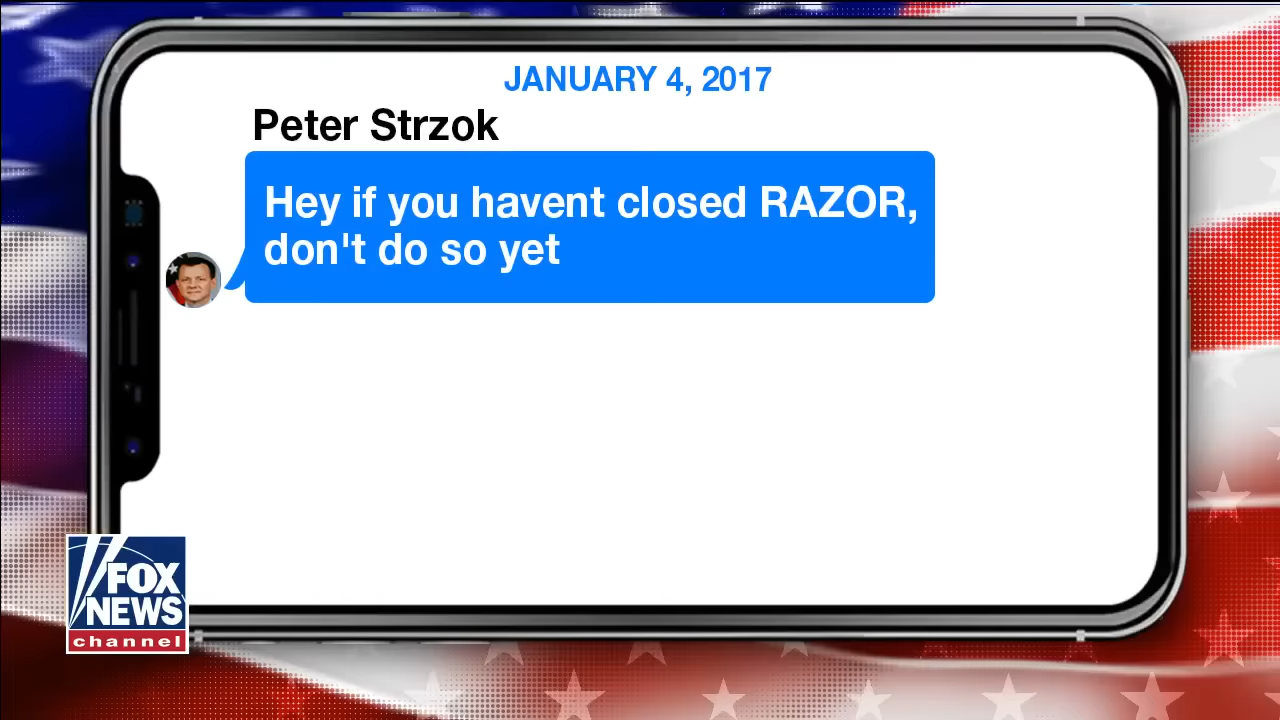 JANUARY 4, 2017
Peter Strzok
Hey if you havent closed RAZOR,
don't do so yet
FOX
NEWS
channel